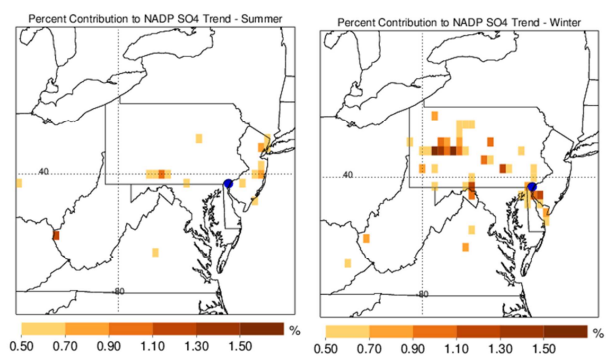 Percent Contribution to NADP SO4 Trend - Summer
40
-80
0.50 0.70 0.90 1.10 1.30 1.50 %
Percent Contribution to NADP SO4 Trend - Winter
40
-80
0.50 0.70 0.90 1.10 1.30 1.50 %